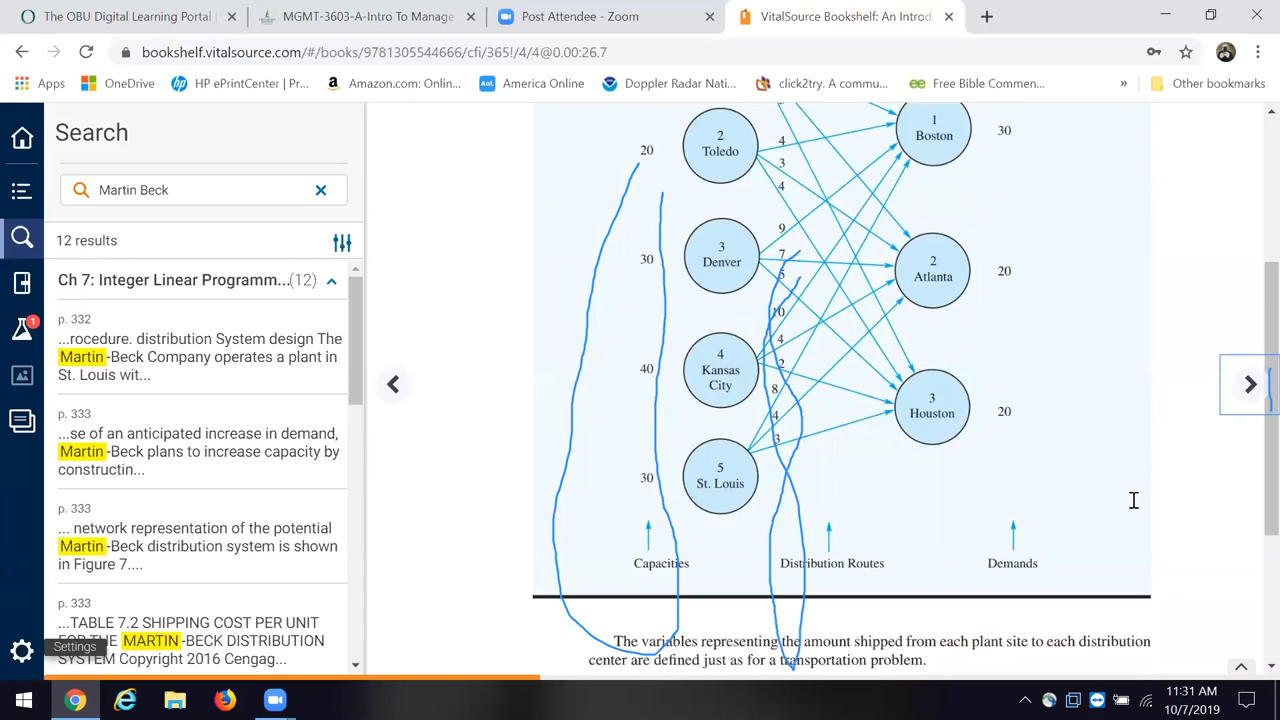 The OBU Digital Learning Portal
MGMT-3603-A-Intro To Manage
Post Attendee - Zoom
VitalSource Bookshelf: An Introd
bookshelf.vitalsource.com/#/books/9781305544666/cfi/365!/4/4@0.00:26.7
Apps
OneDrive
HP ePrintCenter | Pr...
Amazon.com: Onlin...
Aol.
America Online
Doppler Radar Nati...
click2try. A commu...
Free Bible Commen...
»
Other bookmarks
Search
Martin Beck
12 results
Ch 7: Integer Linear Programm... (12)
p. 332
...rocedure. distribution System design The
Martin-Beck Company operates a plant in
St. Louis wit...
p. 333
...se of an anticipated increase in demand,
Martin-Beck plans to increase capacity by
constructin...
p. 333
... network representation of the potential
Martin-Beck distribution system is shown
in Figure 7....
p. 333
...TABLE 7.2 SHIPPING COST PER UNIT
FOR THE MARTIN-BECK DISTRIBUTION
SYSTEM Copyright 2016 Cengag...
1
Settings
20
2
Toledo
4
3
4
1
Boston
30
30
3
Denver
9
7
5
2
Atlanta
20
40
4
Kansas
City
10
4
2
3
Houston
20
30
5
St. Louis
8
4
3
Capacities
Distribution Routes
Demands
The variables representing the amount shipped from each plant site to each distribution
center are defined just as for a transportation problem.
11:31 AM
10/7/2019